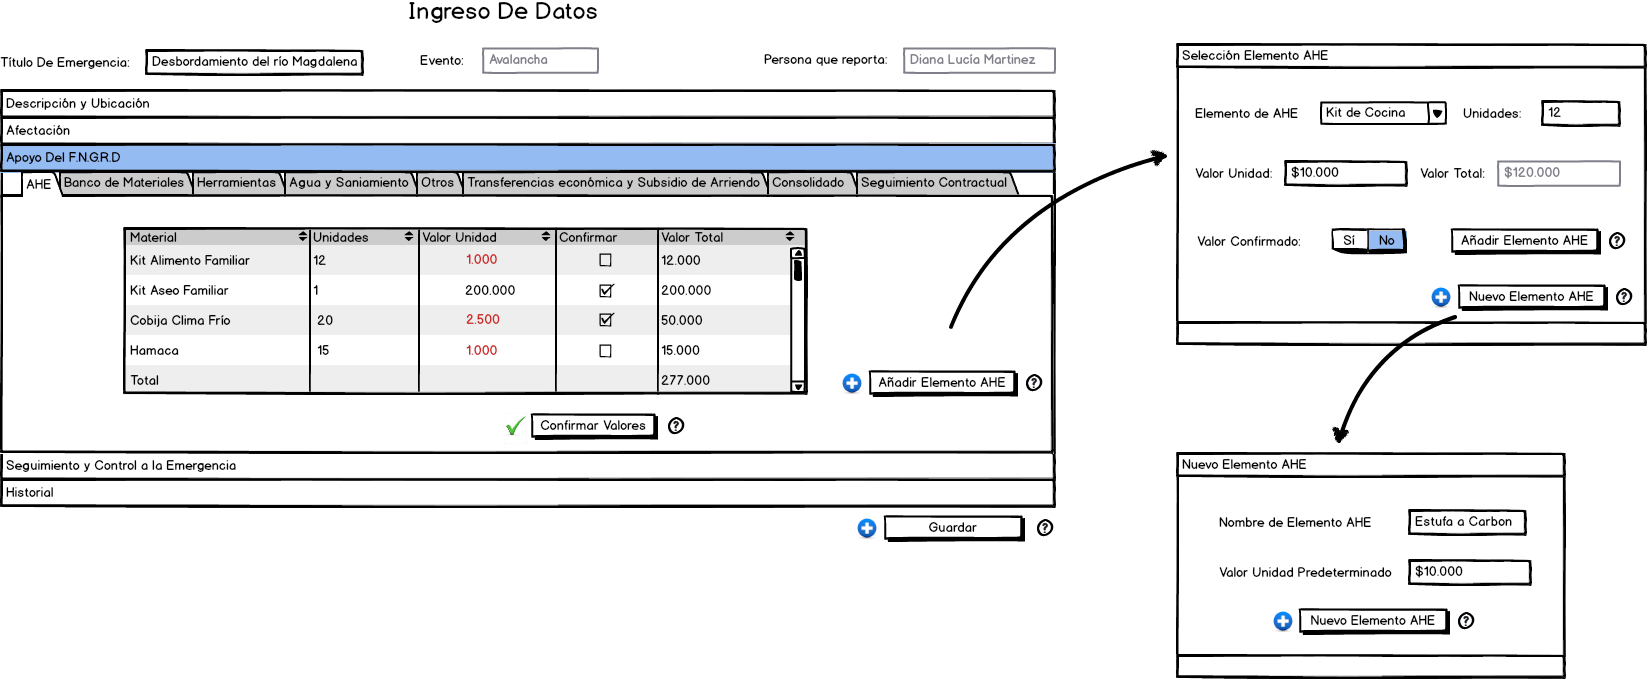 Ingreso De Datos
Título De Emergencia: Desbordamiento del río Magdalena Evento: Avalancha Persona que reporta: Diana Lucía Martinez
Descripción y Ubicación
Afectación
Apoyo Del F.N.G.R.D
AHE Banco de Materiales Herramientas Agua y Saniamiento Otros Transferencias económica y Subsidio de Arriendo Consolidado Seguimiento Contractual
Material Unidades Valor Unidad Confirmar Valor Total
Kit Alimento Familiar 12 1.000 12.000
Kit Aseo Familiar 1 200.000 200.000
Cobija Clima Frío 20 2.500 50.000
Hamaca 15 1.000 15.000
Total 277.000
Añadir Elemento AHE ?
Confirmar Valores ?
Seguimiento y Control a la Emergencia
Historial
Guardar ?
Selección Elemento AHE
Elemento de AHE Kit de Cocina Unidades: 12
Valor Unidad: $10.000 Valor Total: $120.000
Valor Confirmado: Sí No Añadir Elemento AHE ?
Nuevo Elemento AHE ?
Nuevo Elemento AHE
Nombre de Elemento AHE Estufa a Carbon
Valor Unidad Predeterminado $10.000
Nuevo Elemento AHE ?